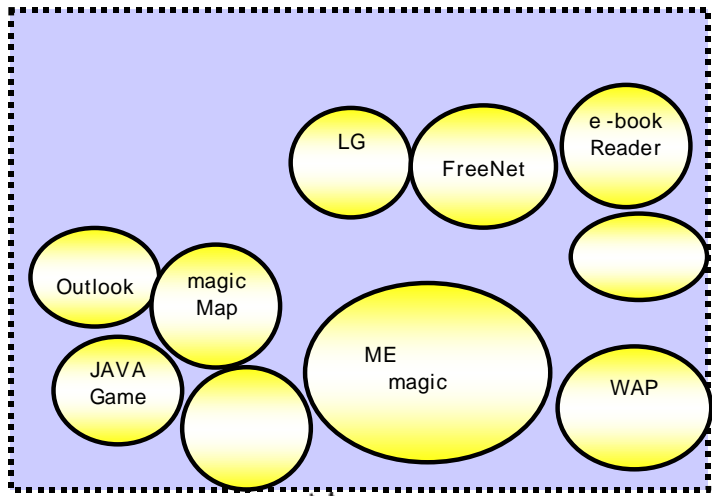 LG
FreeNet
e -book
Reader
Outlook
magic
Map
JAVA
Game
ME
magic
WAP